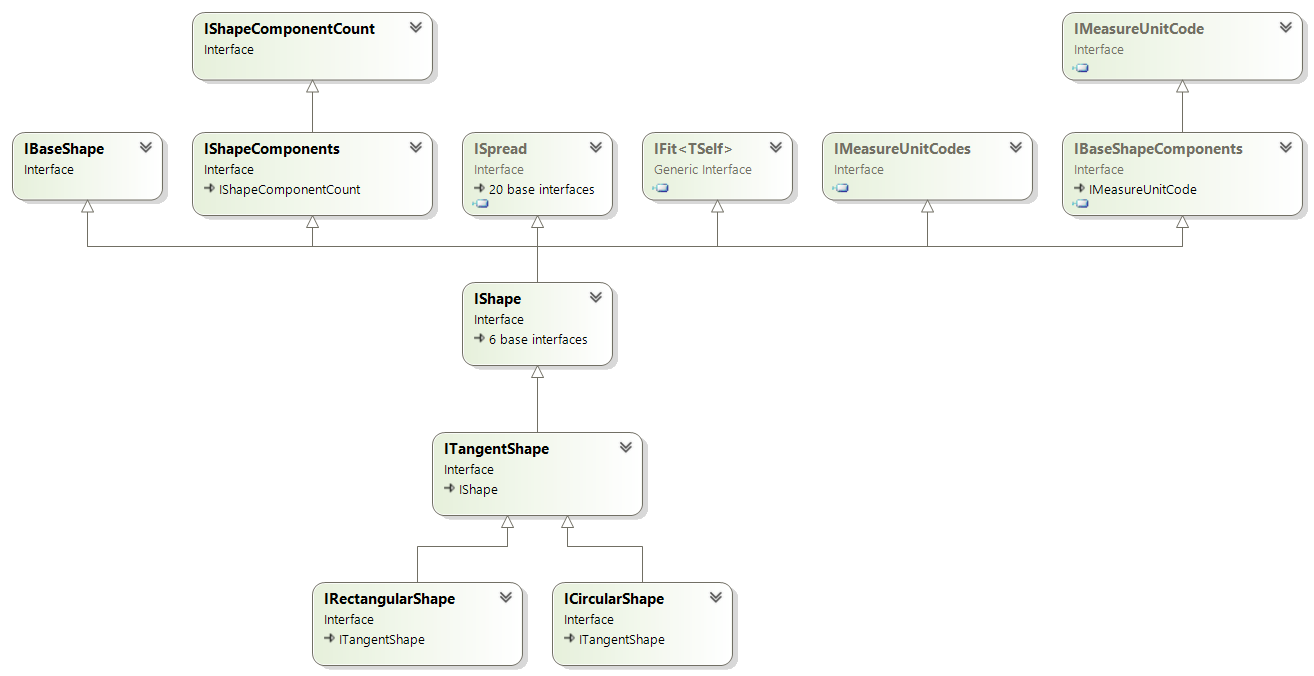 IShapeComponentCount
Interface
IMeasureUnitCode
Interface
IBaseShape
Interface
IShapeComponents
Interface
IShapeComponentCount
ISpread
Interface
20 base interfaces
IFit<TSelf>
Generic Interface
IMeasureUnitCodes
Interface
IBaseShapeComponents
Interface
IMeasureUnitCode
IShape
Interface
6 base interfaces
ITangentShape
Interface
IShape
IRectangularShape
Interface
ITangentShape
ICircularShape
Interface
ITangentShape